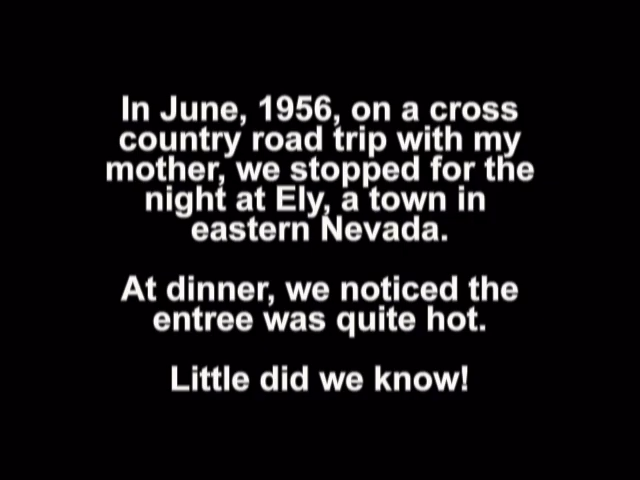 In June, 1956, on a cross
country road trip with my
mother, we stopped for the
night at Ely, a town in
eastern Nevada.
At dinner, we noticed the
entree was quite hot.
Little did we know!